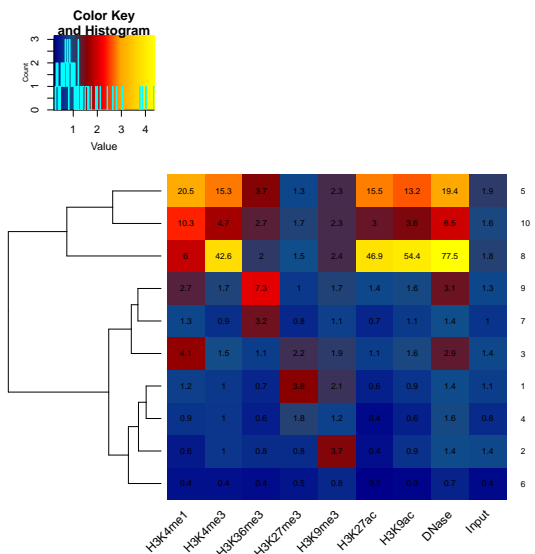 Color Key
and Histogram
Count
0 1 2 3
1 2 3 4
Value
20.5 15.3 3.7 1.3 2.3 15.5 13.2 19.4 1.9 5
10.3 4.7 2.7 1.7 2.3 3 3.6 6.5 1.6 10
6 42.6 2 1.5 2.4 46.9 54.4 77.5 1.8 8
2.7 1.7 7.3 1 1.7 1.4 1.6 3.1 1.3 9
1.3 0.9 3.2 0.8 1.1 0.7 1.1 1.4 1 7
4.1 1.5 1.1 2.2 1.9 1.1 1.6 2.9 1.4 3
1.2 1 0.7 3.8 2.1 0.6 0.9 1.4 1.1 1
0.9 1 0.6 1.8 1.2 0.4 0.6 1.6 0.8 4
0.6 1 0.8 0.8 3.7 0.4 0.9 1.4 1.4 2
0.4 0.4 0.4 0.5 0.8 0.7 0.4 6
H3K4me1 H3K4me3 H3K36me3 H3K27me3 H3K9me3 H3K27ac H3K9ac DNase Input